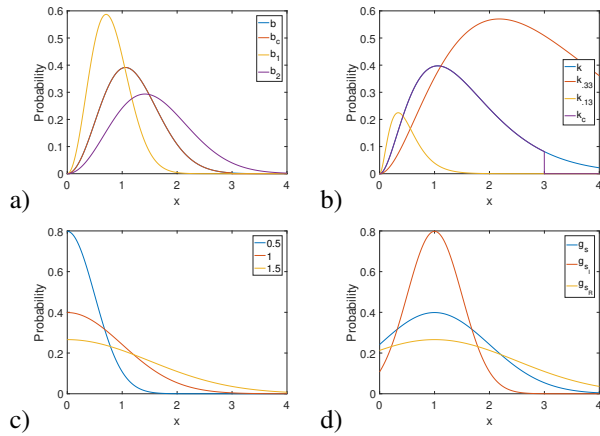 0.6
0.5
0.4
0.3
0.2
0.1
0
Probability
0 1 2 3 4
x
b
b_c
b_1
b_2
a)
0.6
0.5
0.4
0.3
0.2
0.1
0
Probability
0 1 2 3 4
x
k
k_.33
k_.13
k_c
b)
0.8
0.6
0.4
0.2
0
Probability
0 1 2 3 4
x
0.5
1
1.5
c)
0.8
0.6
0.4
0.2
0
Probability
0 1 2 3 4
x
g_s
g_{s_I}
g_{s_R}
d)